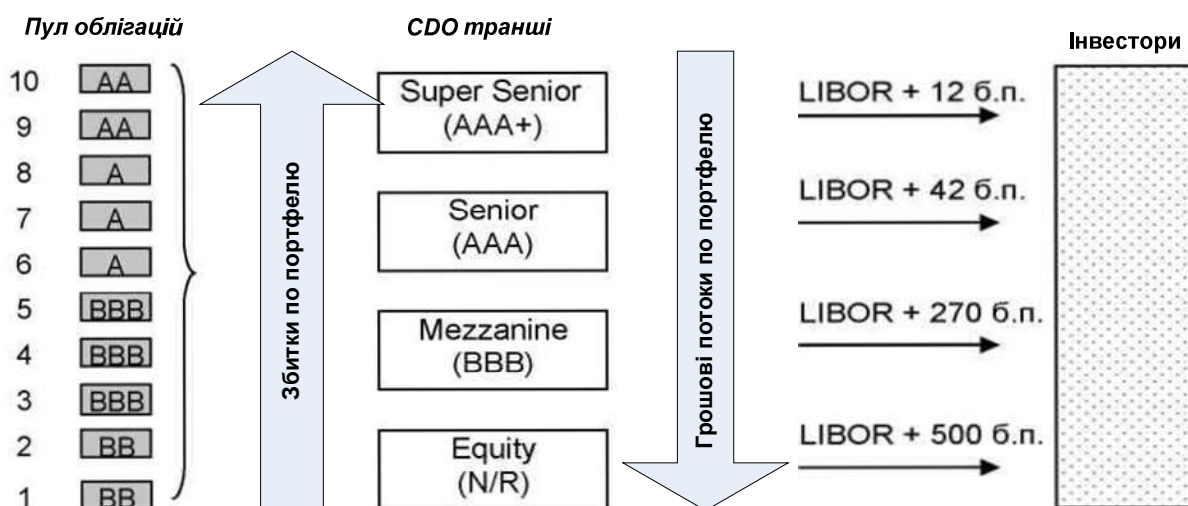 Пул облігацій
CDO транші
Інвестори
10 AA
9 AA
8 A
7 A
6 A
5 BBB
4 BBB
3 BBB
2 BB
1 BB
Збитки по портфелю
Super Senior
(AAA+)
Senior
(AAA)
Mezzanine
(BBB)
Equity
(N/R)
Грошові потоки по портфелю
LIBOR + 12 б.п.
LIBOR + 42 б.п.
LIBOR + 270 б.п.
LIBOR + 500 б.п.